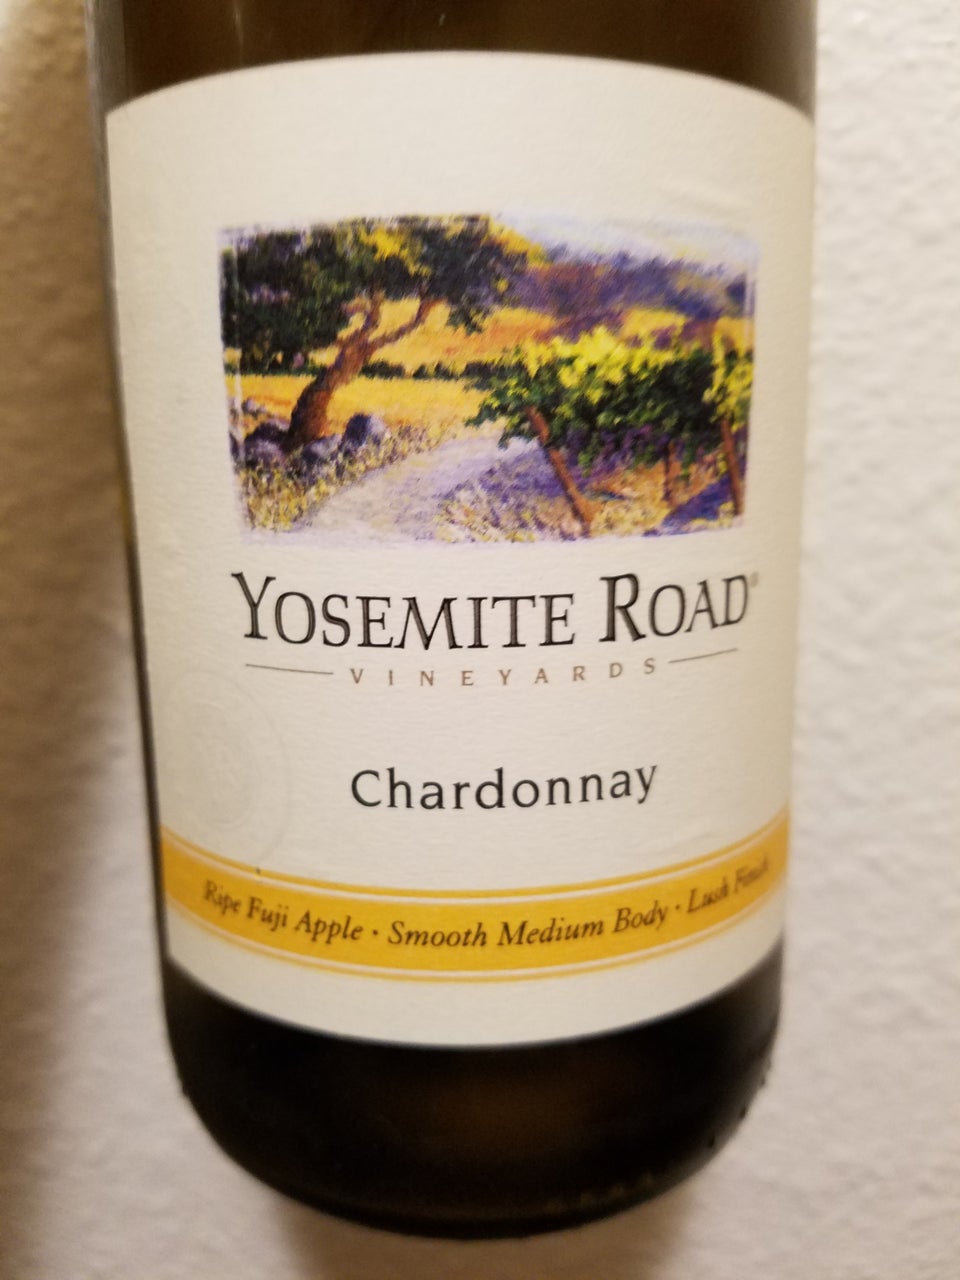 YOSEMITE ROAD®
VINEYARDS
Chardonnay
Ripe Fuji Apple · Smooth Medium Body · Lush Finish